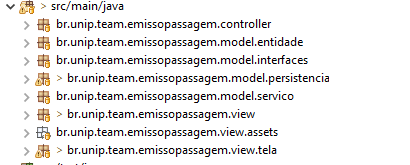 > src/main/java
br.unip.team.emissopassagem.controller
br.unip.team.emissopassagem.model.entidade
br.unip.team.emissopassagem.model.interfaces
> br.unip.team.emissopassagem.model.persistencia
br.unip.team.emissopassagem.model.servico
> br.unip.team.emissopassagem.view
br.unip.team.emissopassagem.view.assets
> br.unip.team.emissopassagem.view.tela